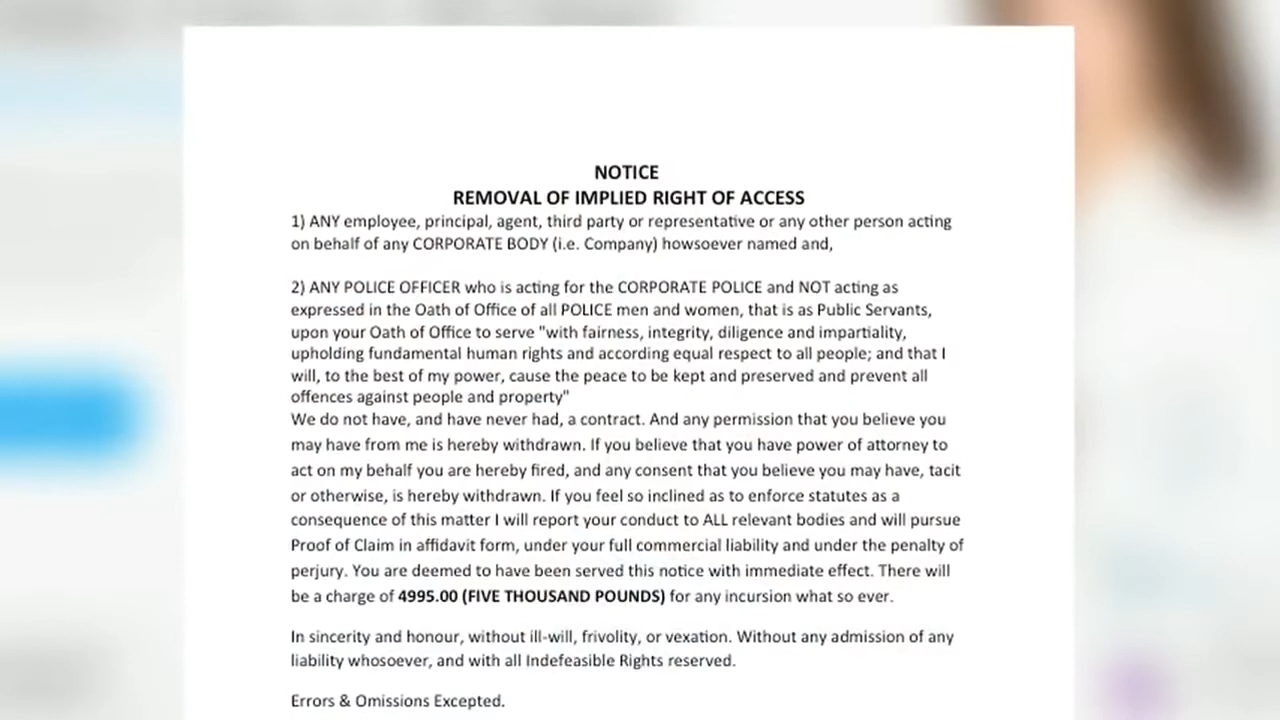 NOTICE
REMOVAL OF IMPLIED RIGHT OF ACCESS
1) ANY employee, principal, agent, third party or representative or any other person acting
on behalf of any CORPORATE BODY (i.e. Company) howsoever named and,
2) ANY POLICE OFFICER who is acting for the CORPORATE POLICE and NOT acting as
expressed in the Oath of Office of all POLICE men and women, that is as Public Servants,
upon your Oath of Office to serve "with fairness, integrity, diligence and impartiality,
upholding fundamental human rights and according equal respect to all people; and that I
will, to the best of my power, cause the peace to be kept and preserved and prevent all
offences against people and property"
We do not have, and have never had, a contract. And any permission that you believe you
may have from me is hereby withdrawn. If you believe that you have power of attorney to
act on my behalf you are hereby fired, and any consent that you believe you may have, tacit
or otherwise, is hereby withdrawn. If you feel so inclined as to enforce statutes as a
consequence of this matter I will report your conduct to ALL relevant bodies and will pursue
Proof of Claim in affidavit form, under your full commercial liability and under the penalty of
perjury. You are deemed to have been served this notice with immediate effect. There will
be a charge of 4995.00 (FIVE THOUSAND POUNDS) for any incursion what so ever.
In sincerity and honour, without ill-will, frivolity, or vexation. Without any admission of any
liability whosoever, and with all Indefeasible Rights reserved.
Errors & Omissions Excepted.